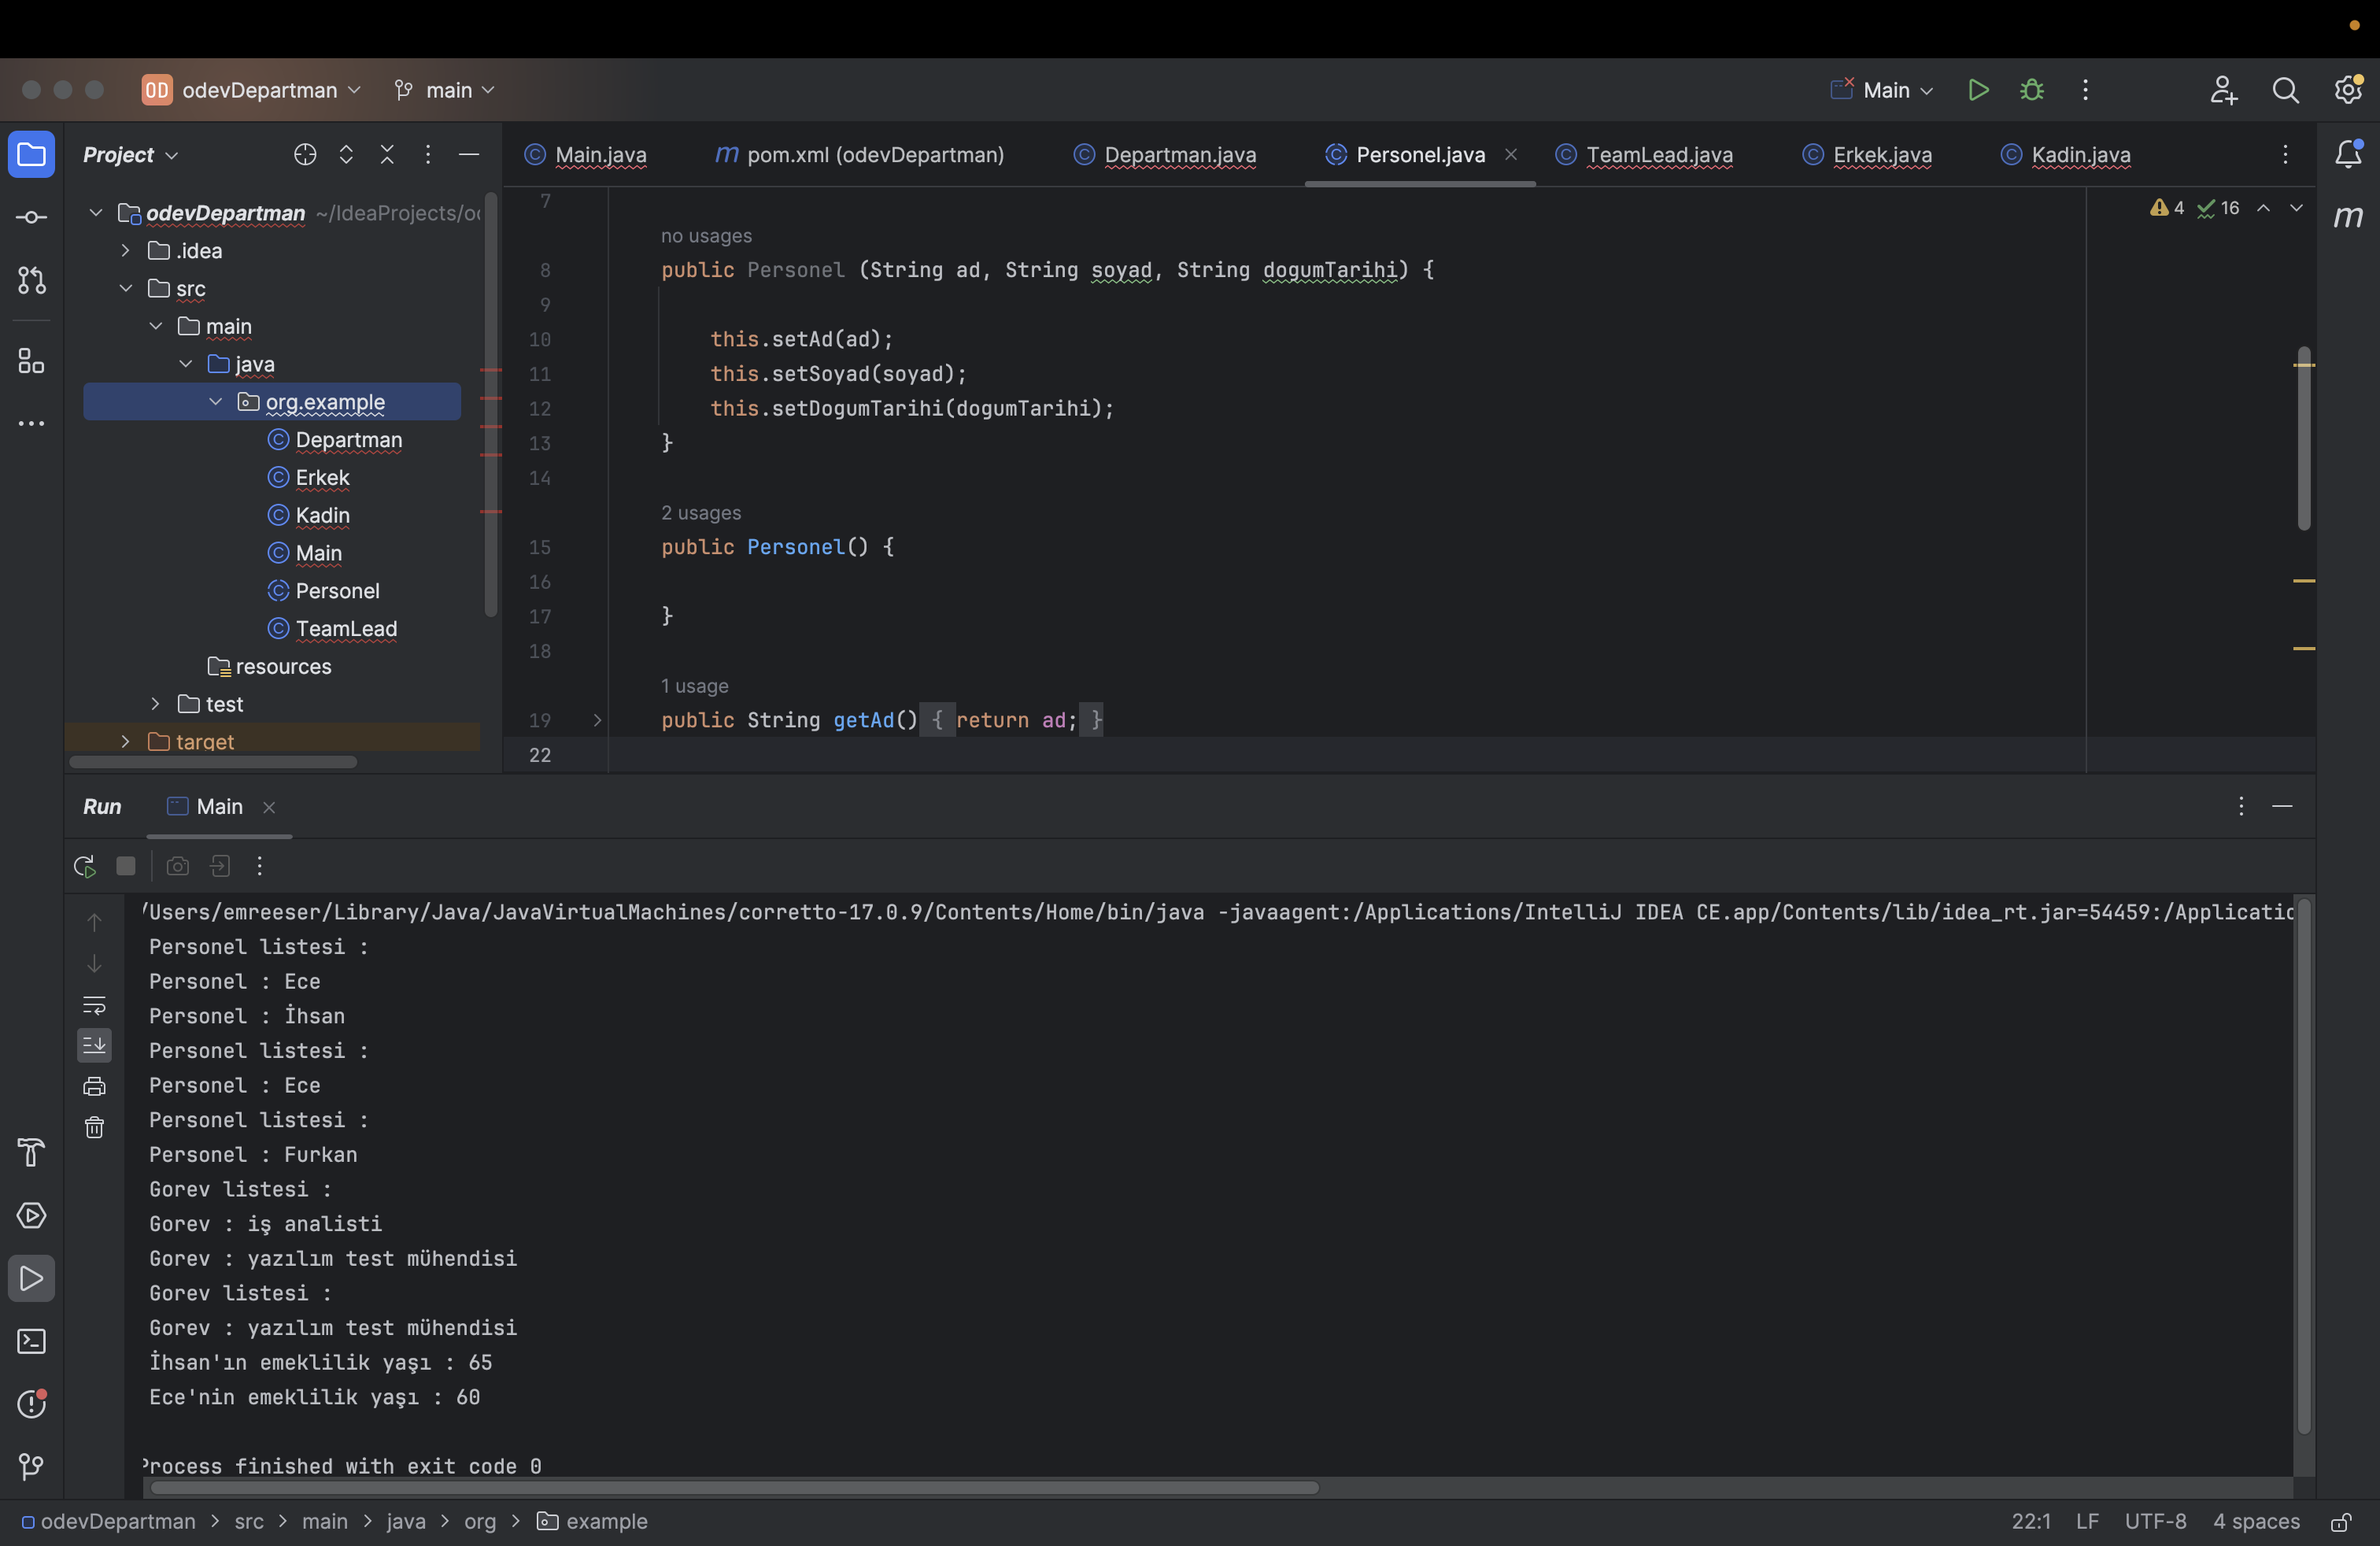 OD odevDepartman main Main
Project
Main.java pom.xml (odevDepartman) Departman.java Personel.java TeamLead.java Erkek.java Kadin.java
odevDepartman ~/IdeaProjects/o
.idea
src
main
java
org.example
Departman
Erkek
Kadin
Main
Personel
TeamLead
resources
test
target
4 16
7
no usages
8 public Personel (String ad, String soyad, String dogumTarihi) {
9
10 this.setAd(ad);
11 this.setSoyad(soyad);
12 this.setDogumTarihi(dogumTarihi);
13 }
14
2 usages
15 public Personel() {
16
17 }
18
1 usage
19 public String getAd() { return ad; }
22
Run Main
/Users/emreeser/Library/Java/JavaVirtualMachines/corretto-17.0.9/Contents/Home/bin/java -javaagent:/Applications/IntelliJ IDEA CE.app/Contents/lib/idea_rt.jar=54459:/Applicatio
Personel listesi :
Personel : Ece
Personel : İhsan
Personel listesi :
Personel : Ece
Personel listesi :
Personel : Furkan
Gorev listesi :
Gorev : iş analisti
Gorev : yazılım test mühendisi
Gorev listesi :
Gorev : yazılım test mühendisi
İhsan'ın emeklilik yaşı : 65
Ece'nin emeklilik yaşı : 60
Process finished with exit code 0
odevDepartman > src > main > java > org > example 22:1 LF UTF-8 4 spaces